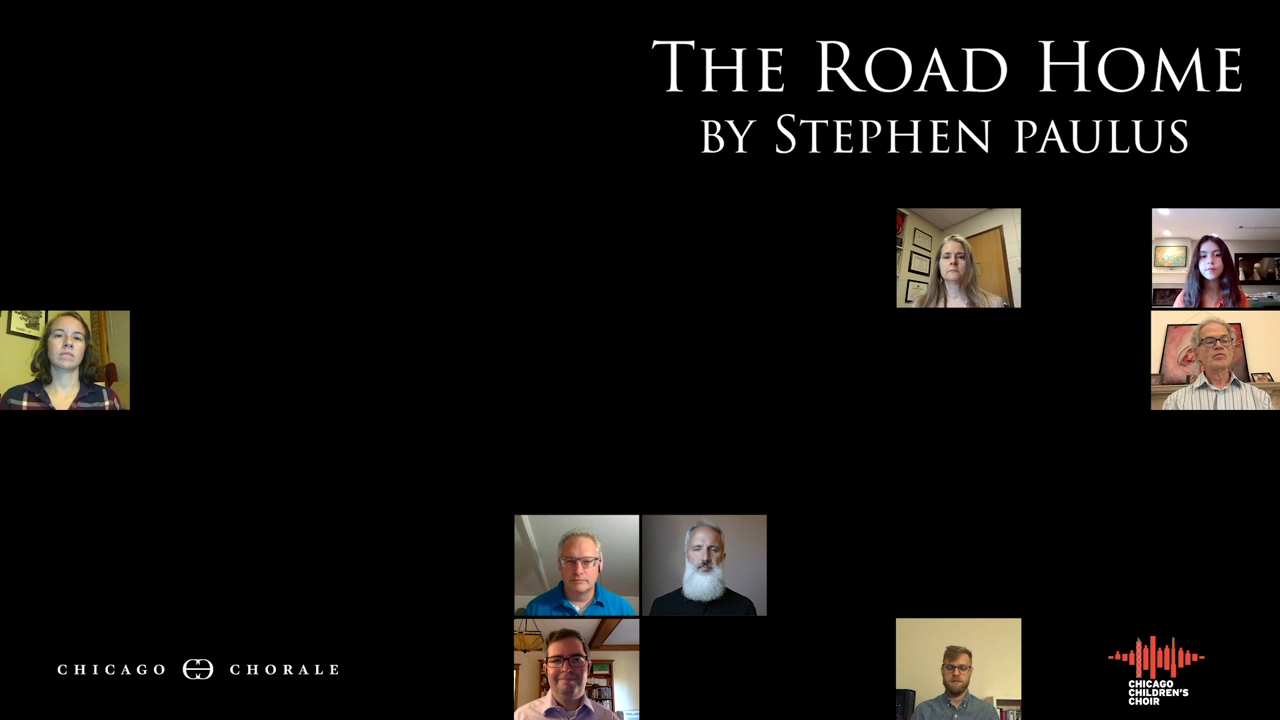 THE ROAD HOME
BY STEPHEN PAULUS
CHICAGO CHORALE
CHICAGO
CHILDREN'S
CHOIR